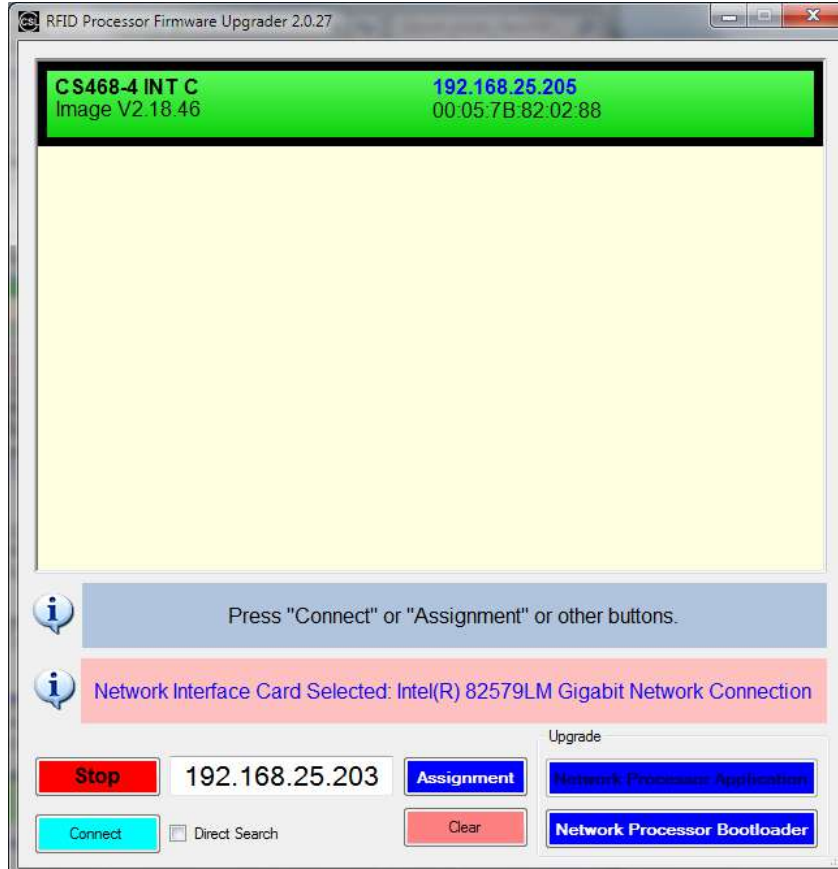 CSL RFID Processor Firmware Upgrader 2.0.27
CS468-4 INT C 192.168.25.205
Image V2.18.46 00:05:7B:82:02:88
Press "Connect" or "Assignment" or other buttons.
Network Interface Card Selected: Intel(R) 82579LM Gigabit Network Connection
Upgrade
Stop 192.168.25.203 Assignment Network Processor Application
Connect Direct Search Clear Network Processor Bootloader